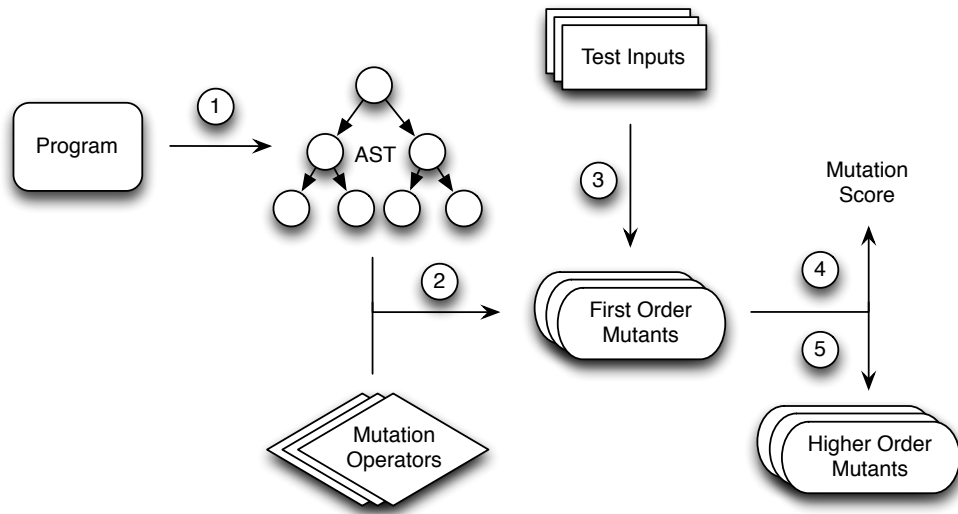 Test Inputs
1
Program
AST
3
Mutation
Score
2
4
First Order
Mutants
5
Mutation
Operators
Higher Order
Mutants